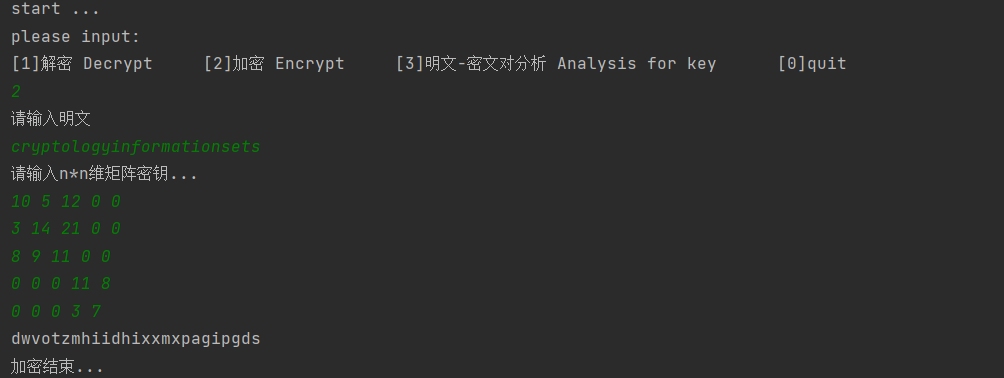 start ...
please input:
[1]解密 Decrypt     [2]加密 Encrypt     [3]明文-密文对分析 Analysis for key      [0]quit
2
请输入明文
cryptologyinformationsets
请输入n*n维矩阵密钥...
10 5 12 0 0
3 14 21 0 0
8 9 11 0 0
0 0 0 11 8
0 0 0 3 7
dwvotzmhiidhixxmxpagipgds
加密结束...